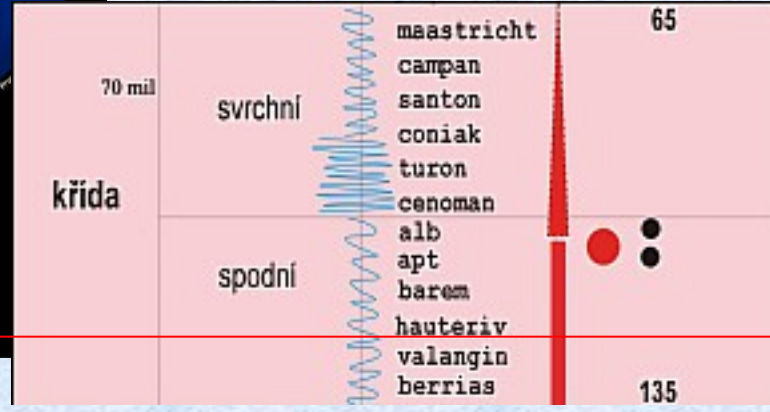 maastricht
65
campan
70 mil
santon
svrchní
coniak
turon
křída
cenoman
alb
apt
spodní
barem
hauteriv
valangin
berrias
135